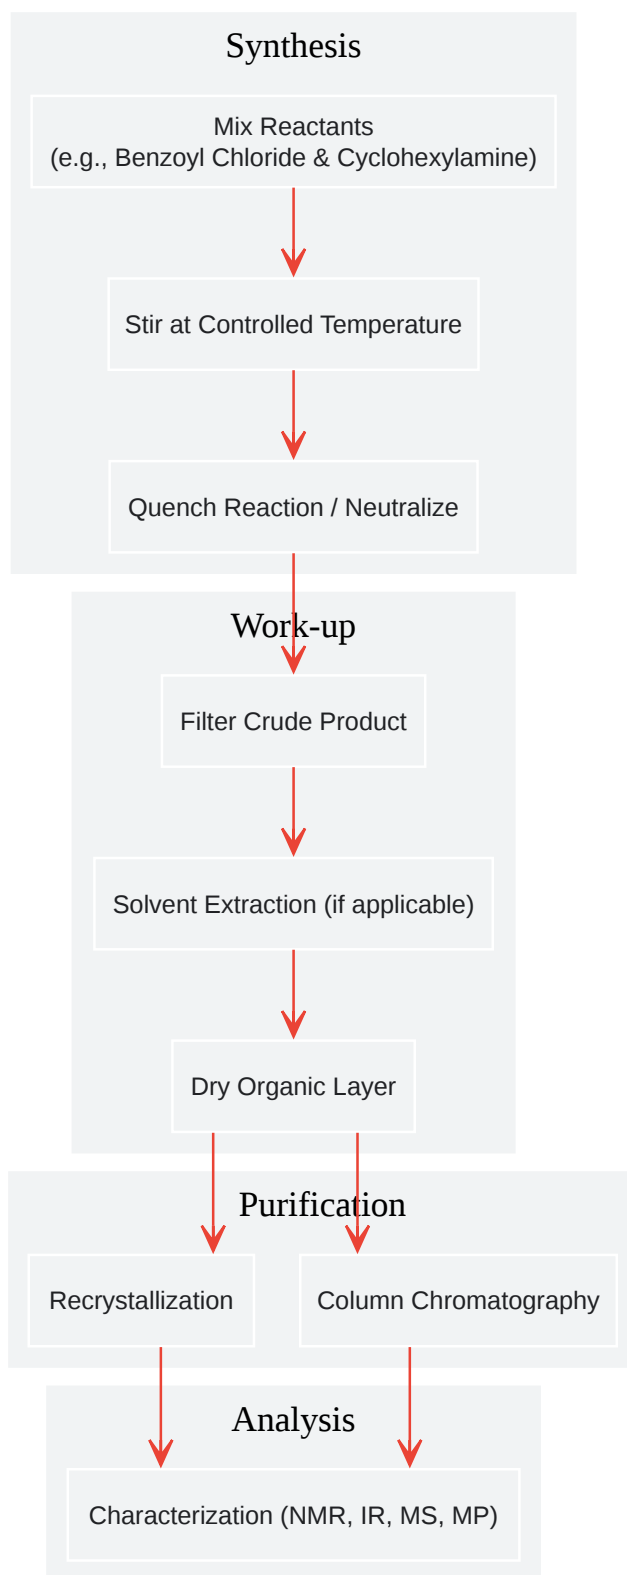 Synthesis
Mix Reactants
(e.g., Benzoyl Chloride & Cyclohexylamine)
Stir at Controlled Temperature
Quench Reaction / Neutralize
Work-up
Filter Crude Product
Solvent Extraction (if applicable)
Dry Organic Layer
Purification
Recrystallization
Column Chromatography
Analysis
Characterization (NMR, IR, MS, MP)